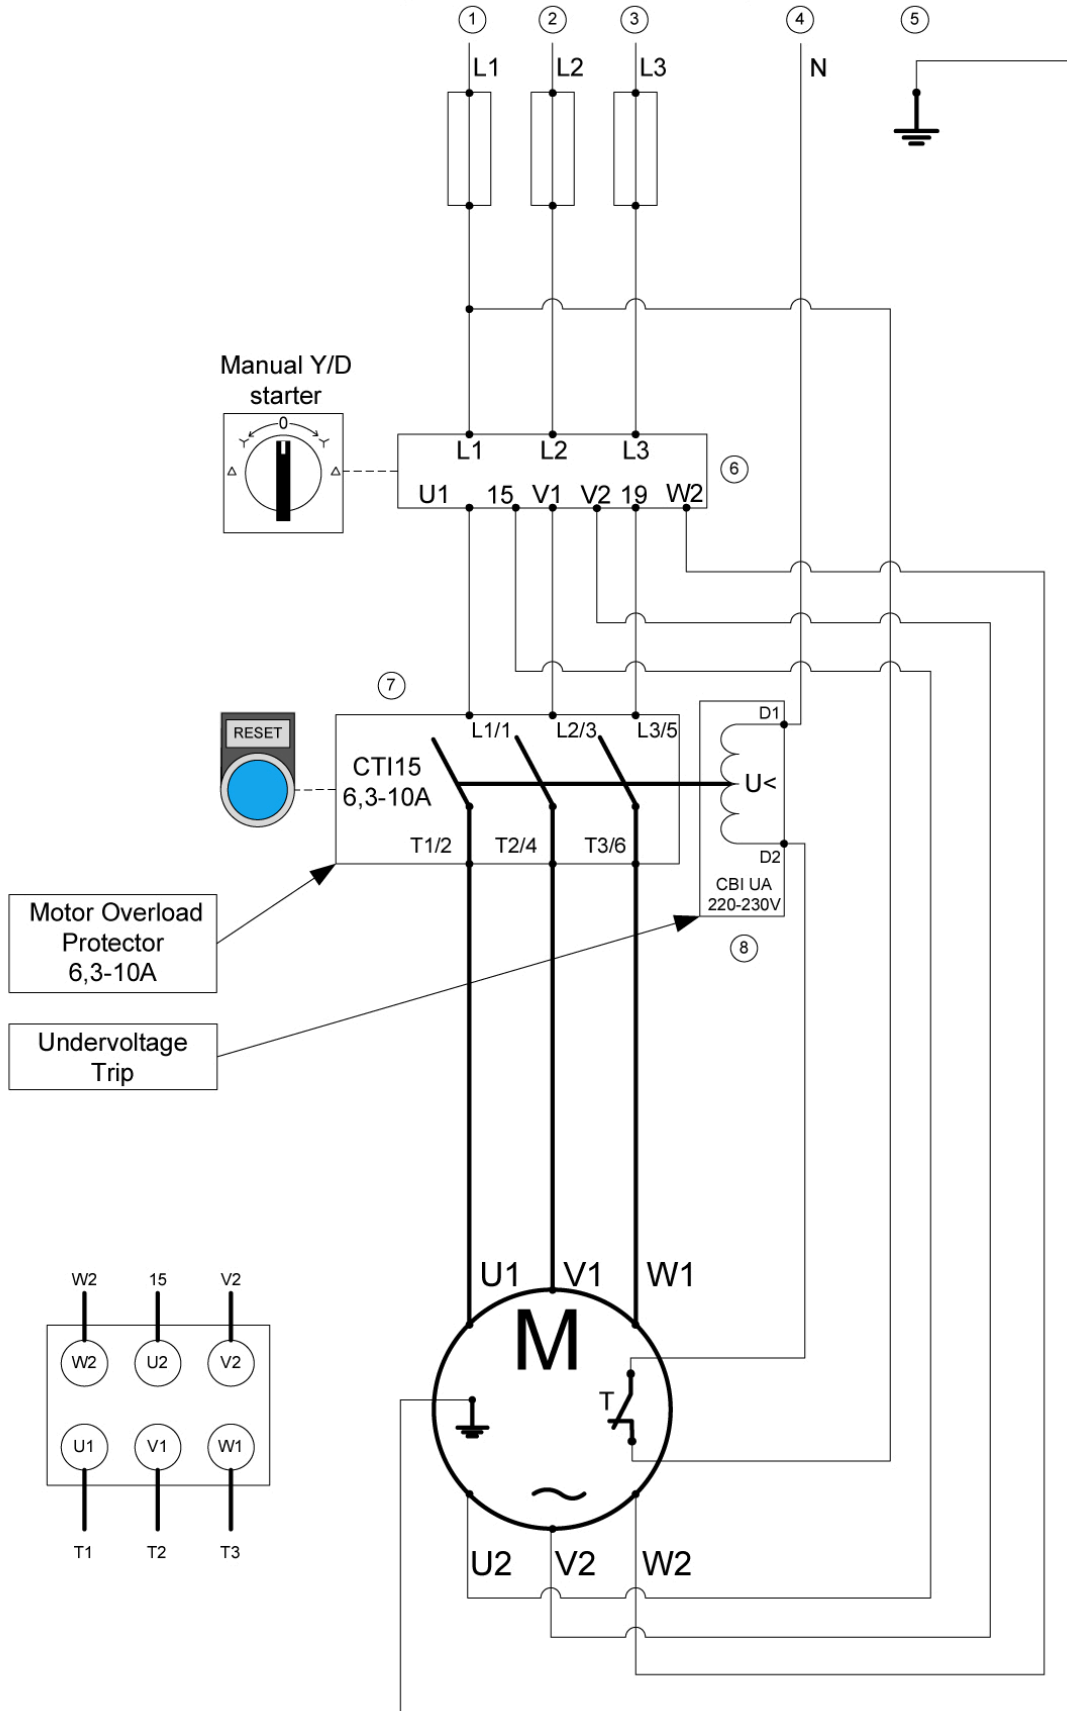 1
2
3
4
5
L1
L2
L3
N
Manual Y/D
starter
0
L1
L2
L3
6
U1
15
V1
V2
19
W2
7
RESET
L1/1
L2/3
L3/5
D1
CTI15
6,3-10A
U<
T1/2
T2/4
T3/6
D2
CBI UA
220-230V
8
Motor Overload
Protector
6,3-10A
Undervoltage
Trip
U1
V1
W1
M
T
W2
15
V2
W2
U2
V2
U1
V1
W1
T1
T2
T3
U2
V2
W2